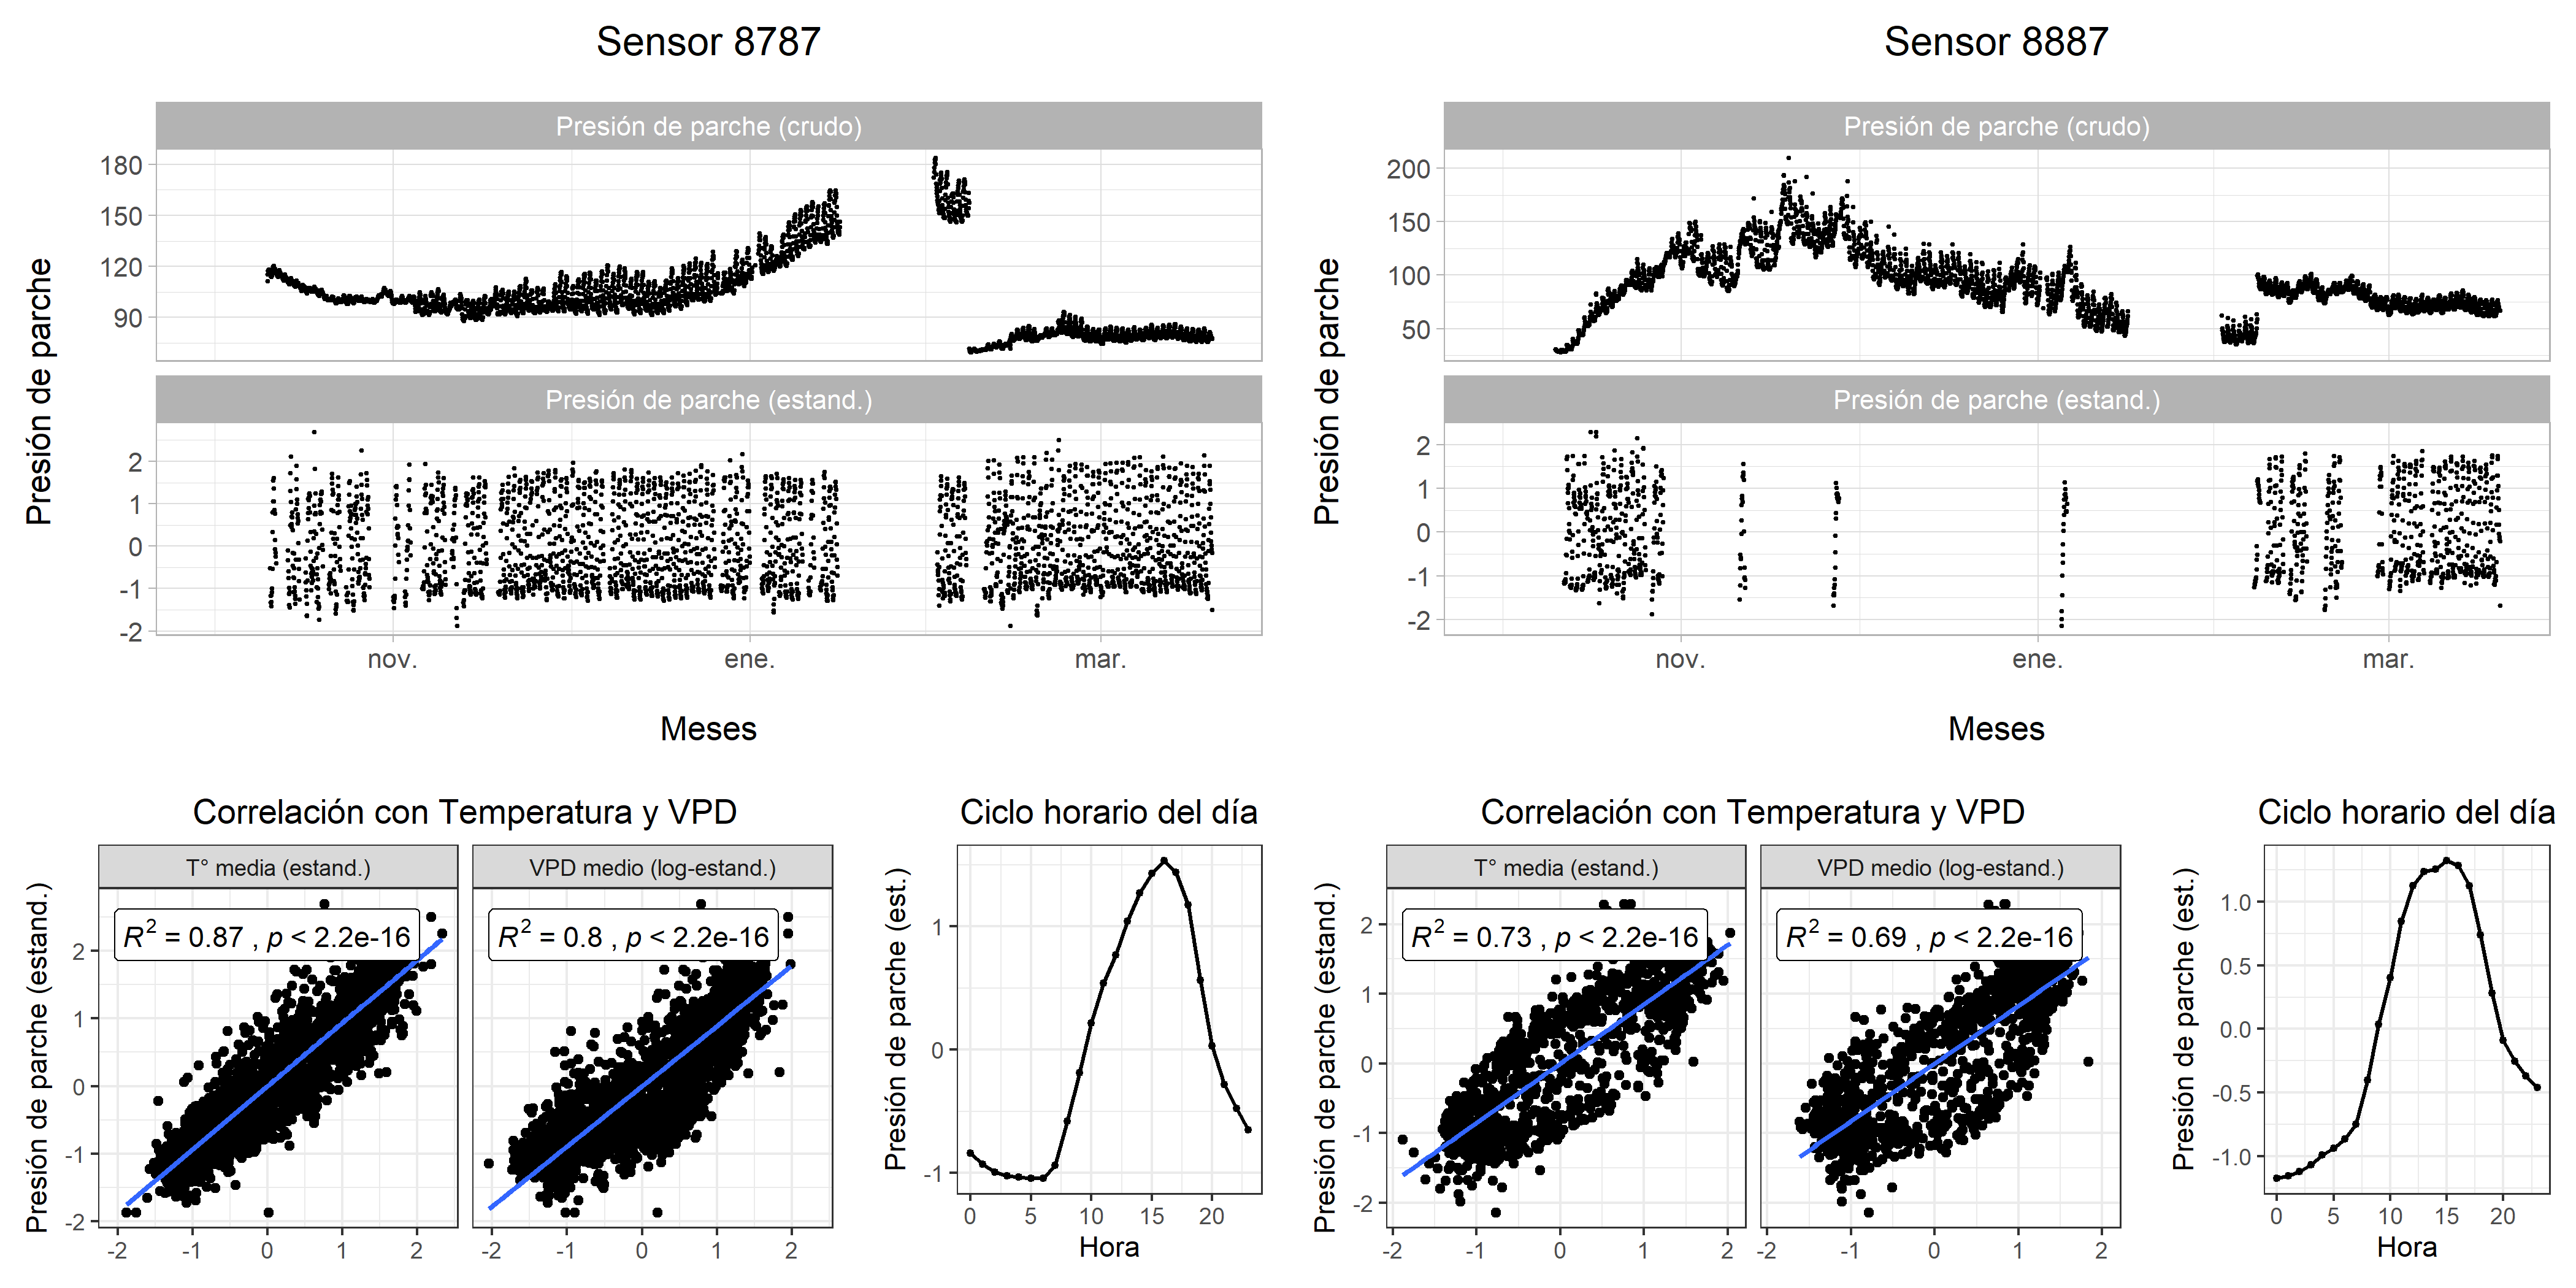 Sensor 8787
Presión de parche (crudo)
180
150
120
90
Presión de parche
Presión de parche (estand.)
2
1
0
-1
-2
nov. ene. mar.
Meses
Correlación con Temperatura y VPD
T° media (estand.) VPD medio (log-estand.)
R² = 0.87 , p < 2.2e-16
R² = 0.8 , p < 2.2e-16
Presión de parche (estand.)
2
1
0
-1
-2
-2 -1 0 1 2
-2 -1 0 1 2
Ciclo horario del día
Presión de parche (est.)
1
0
-1
0 5 10 15 20
Hora
Sensor 8887
Presión de parche (crudo)
200
150
100
50
Presión de parche
Presión de parche (estand.)
2
1
0
-1
-2
nov. ene. mar.
Meses
Correlación con Temperatura y VPD
T° media (estand.) VPD medio (log-estand.)
R² = 0.73 , p < 2.2e-16
R² = 0.69 , p < 2.2e-16
Presión de parche (estand.)
2
1
0
-1
-2
-2 -1 0 1 2
-2 -1 0 1 2
Ciclo horario del día
Presión de parche (est.)
1.0
0.5
0.0
-0.5
-1.0
0 5 10 15 20
Hora